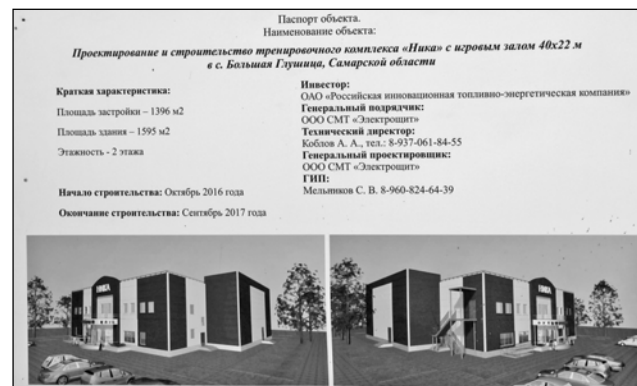 Паспорт объекта.
Наименование объекта:
Проектирование и строительство тренировочного комплекса «Ника» с игровым залом 40х22 м
в с. Большая Глушица, Самарской области
Краткая характеристика:
Площадь застройки – 1396 м2
Площадь здания – 1595 м2
Этажность - 2 этажа
Начало строительства: Октябрь 2016 года
Окончание строительства: Сентябрь 2017 года
Инвестор:
ОАО «Российская инновационная топливно-энергетическая компания»
Генеральный подрядчик:
ООО СМТ «Электрощит»
Технический директор:
Коблов А. А., тел.: 8-937-061-84-55
Генеральный проектировщик:
ООО СМТ «Электрощит»
ГИП:
Мельников С. В. 8-960-824-64-39
НИКА
НИКА